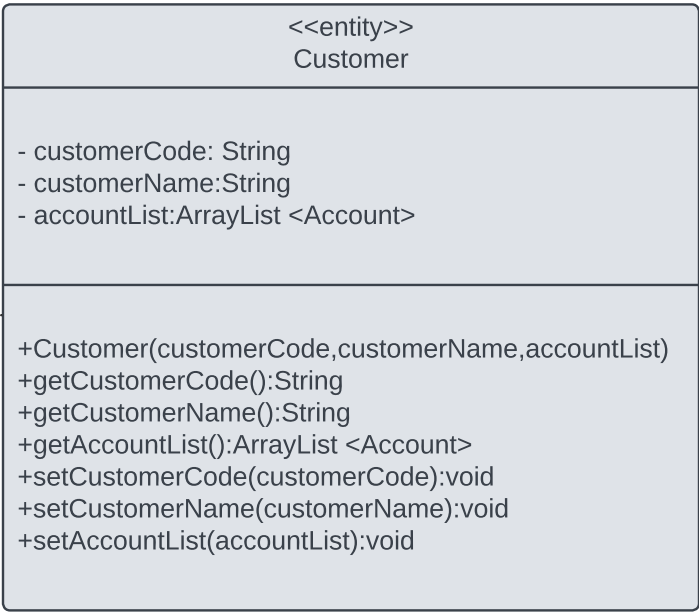 <<entity>>
Customer
- customerCode: String
- customerName:String
- accountList:ArrayList <Account>
+Customer(customerCode,customerName,accountList)
+getCustomerCode():String
+getCustomerName():String
+getAccountList():ArrayList <Account>
+setCustomerCode(customerCode):void
+setCustomerName(customerName):void
+setAccountList(accountList):void